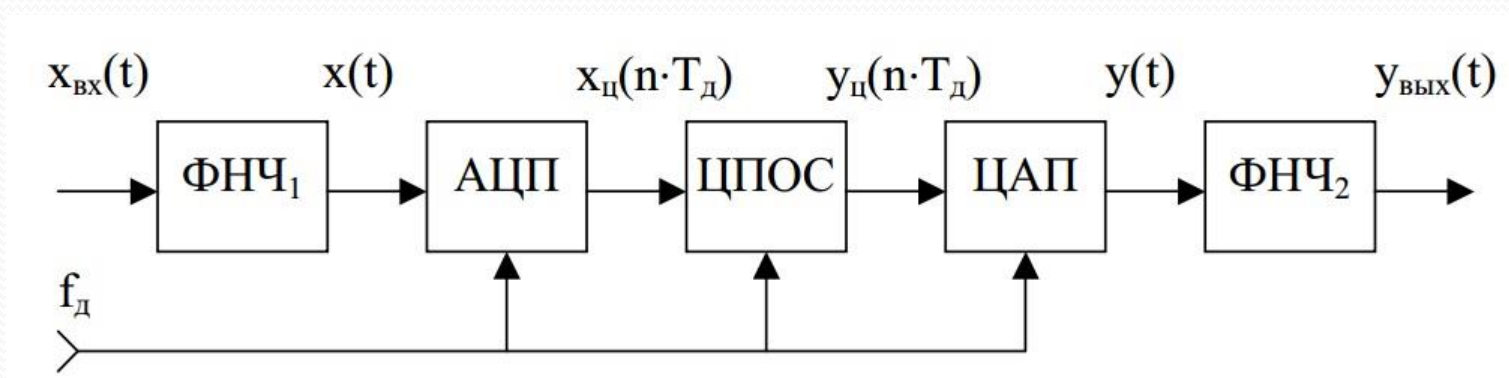 xвх(t) x(t) xц(n·Tд) yц(n·Tд) y(t) yвых(t)
ФНЧ1 АЦП ЦПОС ЦАП ФНЧ2
fд